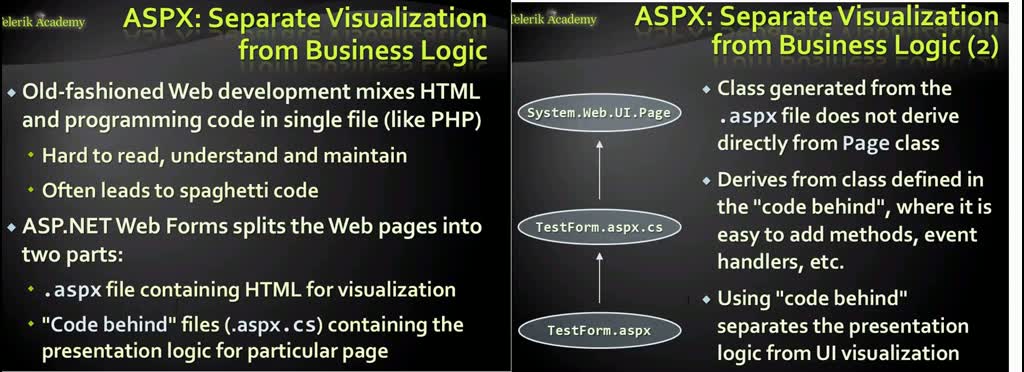 Telerik Academy
ASPX: Separate Visualization
from Business Logic
Old-fashioned Web development mixes HTML
and programming code in single file (like PHP)
Hard to read, understand and maintain
Often leads to spaghetti code
ASP.NET Web Forms splits the Web pages into
two parts:
.aspx file containing HTML for visualization
"Code behind" files (.aspx.cs) containing the
presentation logic for particular page
Telerik Academy
ASPX: Separate Visualization
from Business Logic (2)
System.Web.UI.Page
TestForm.aspx.cs
TestForm.aspx
Class generated from the
.aspx file does not derive
directly from Page class
Derives from class defined in
the "code behind", where it is
easy to add methods, event
handlers, etc.
Using "code behind"
separates the presentation
logic from UI visualization